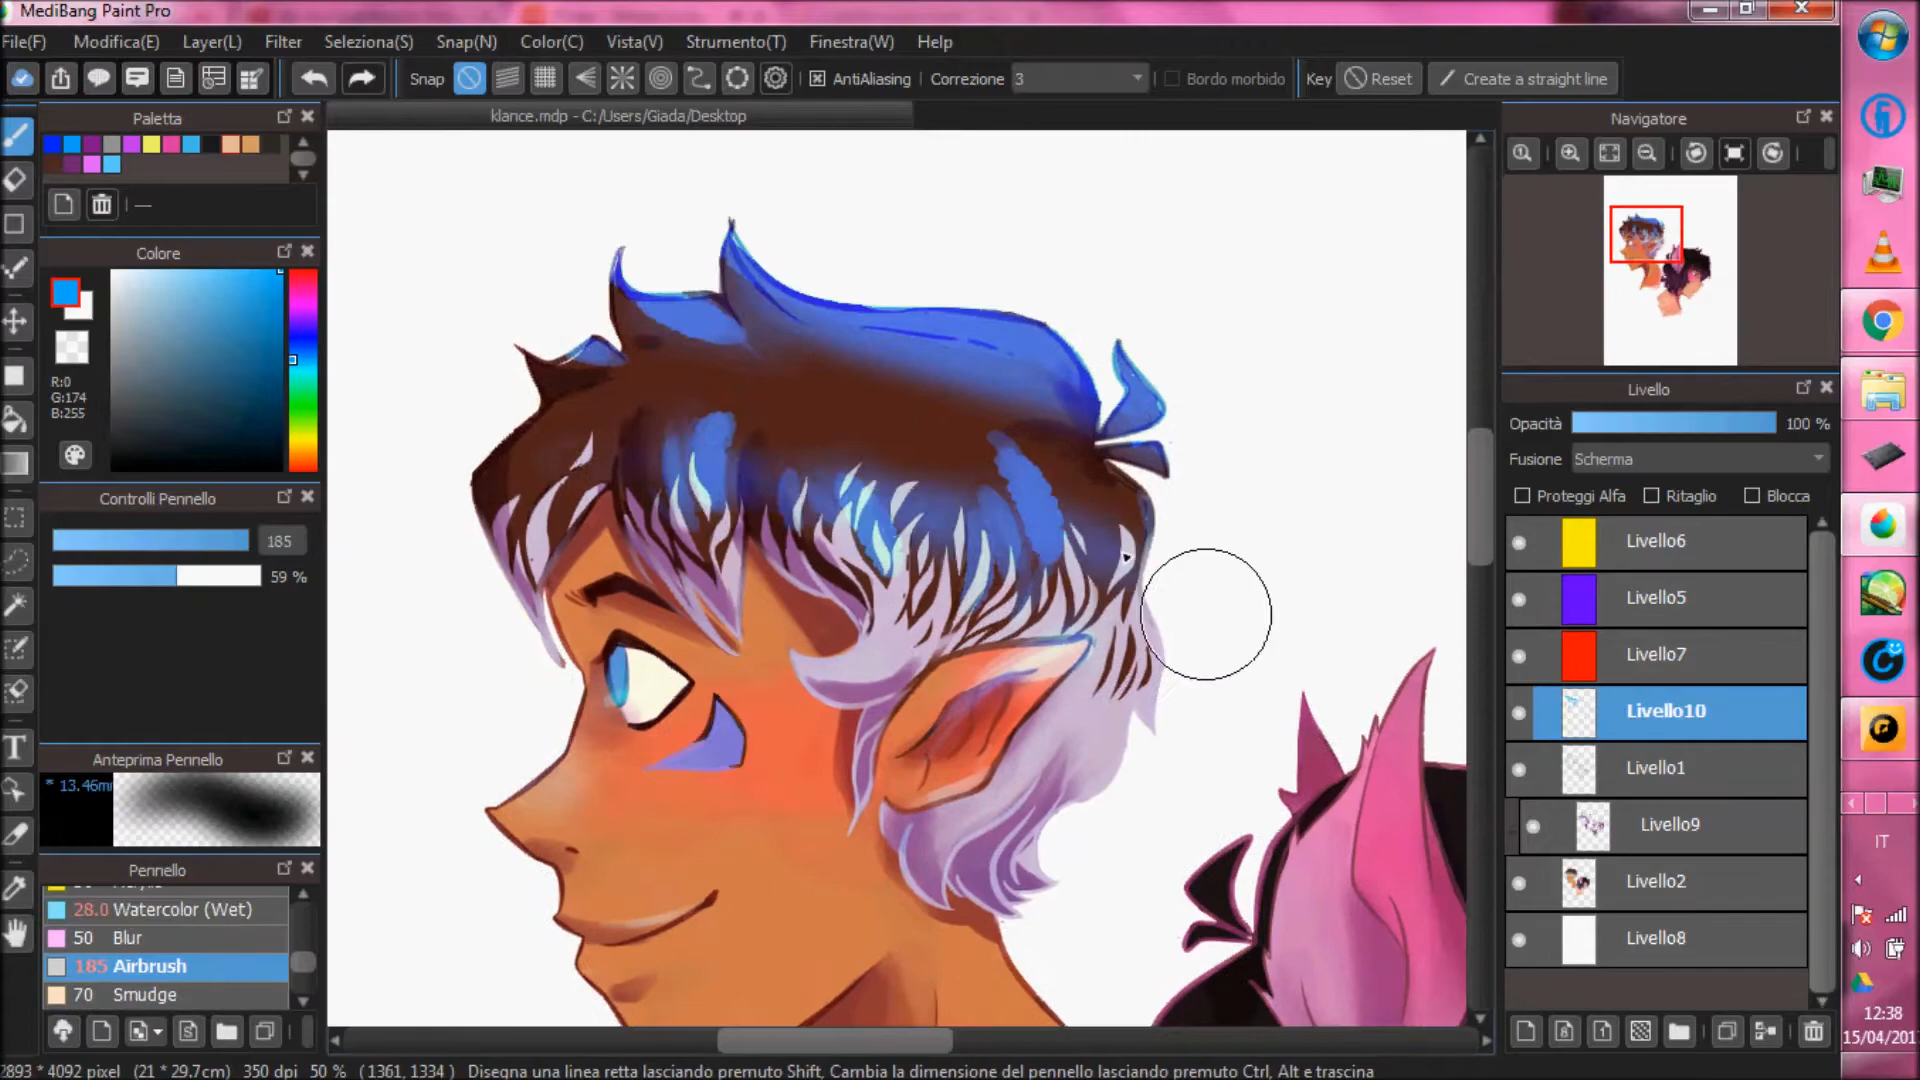 MediBang Paint Pro
File(F) Modifica(E) Layer(L) Filter Seleziona(S) Snap(N) Color(C) Vista(V) Strumento(T) Finestra(W) Help
Snap AntiAliasing Correzione 3 Bordo morbido Key Reset Create a straight line
Paletta
klance.mdp - C:/Users/Giada/Desktop
Navigatore
Colore
R:0
G:174
B:255
Livello
Opacità 100 %
Fusione Scherma
Proteggi Alfa Ritaglio Blocca
Controlli Pennello
185
59 %
Livello6
Livello5
Livello7
Livello10
Livello1
Livello9
Livello2
Livello8
Anteprima Pennello
* 13.46m
Pennello
28.0 Watercolor (Wet)
50 Blur
185 Airbrush
70 Smudge
IT
12:38
15/04/201
2893 * 4092 pixel (21 * 29.7cm) 350 dpi 50 % (1361, 1334 ) Disegna una linea retta lasciando premuto Shift, Cambia la dimensione del pennello lasciando premuto Ctrl, Alt e trascina